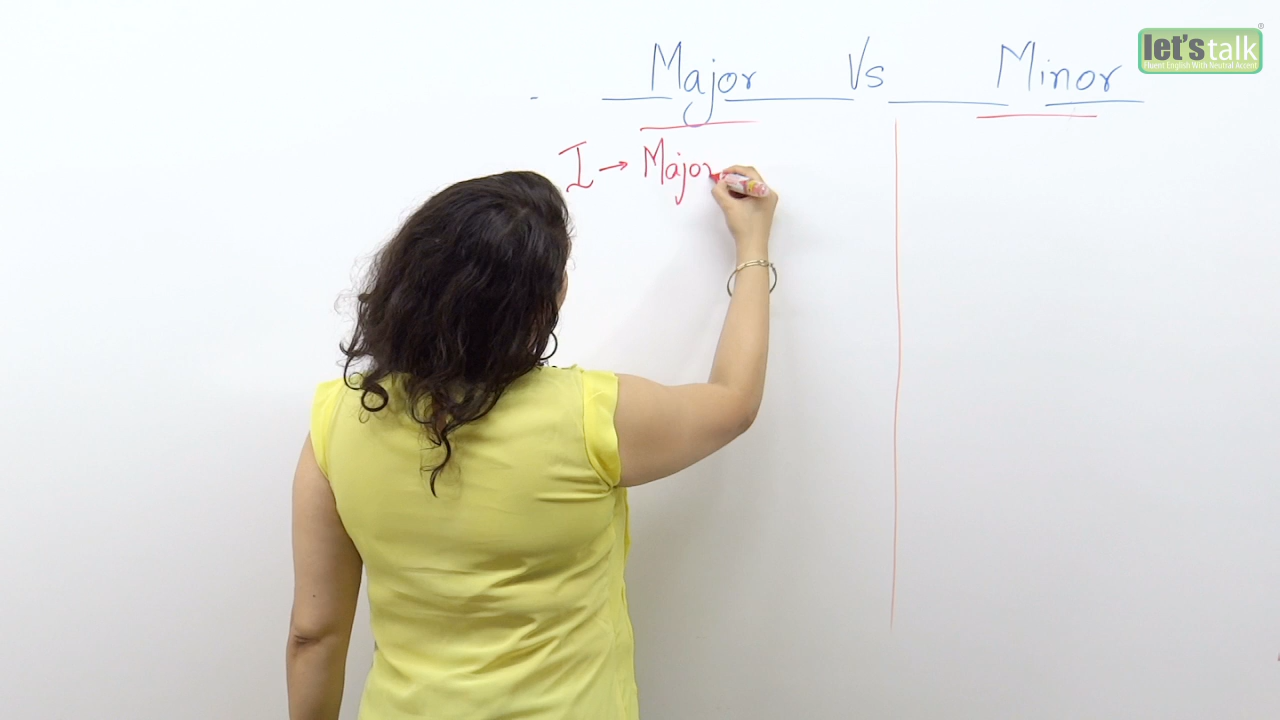 let's talk®
Fluent English With Neutral Accent
Major Vs Minor
I → Major